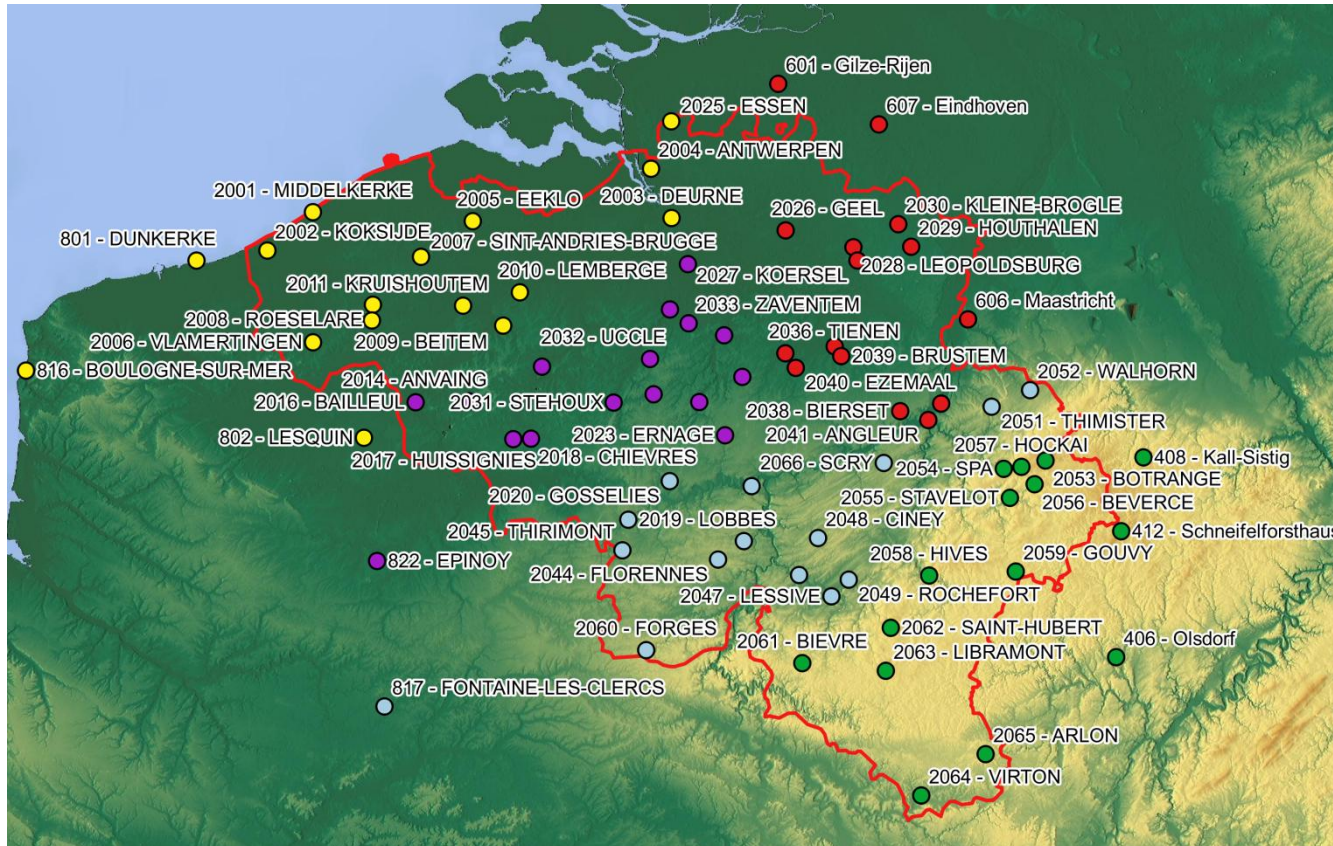 601 - Gilze-Rijen
2025 - ESSEN
607 - Eindhoven
2004 - ANTWERPEN
2001 - MIDDELKERKE
2005 - EEKLO
2003 - DEURNE
2026 - GEEL
2030 - KLEINE-BROGLE
2029 - HOUTHALEN
801 - DUNKERKE
2002 - KOKSIJDE
2007 - SINT-ANDRIES-BRUGGE
2010 - LEMBERGE
2028 - LEOPOLDSBURG
2027 - KOERSEL
2011 - KRUISHOUTEM
2033 - ZAVENTEM
606 - Maastricht
2008 - ROESELARE
2036 - TIENEN
2032 - UCCLE
2006 - VLAMERTINGEN
2009 - BEITEM
2039 - BRUSTEM
816 - BOULOGNE-SUR-MER
2052 - WALHORN
2014 - ANVAING
2040 - EZEMAAL
2016 - BAILLEUL
2031 - STEHOUX
2038 - BIERSET
2051 - THIMISTER
802 - LESQUIN
2023 - ERNAGE
2041 - ANGLEUR
2057 - HOCKAI
2017 - HUISSIGNIES
2018 - CHIEVRES
2066 - SCRY
2054 - SPA
408 - Kall-Sistig
2053 - BOTRANGE
2020 - GOSSELIES
2055 - STAVELOT
2056 - BEVERCE
2045 - THIRIMONT
2019 - LOBBES
2048 - CINEY
412 - Schneifelforsthaus
822 - EPINOY
2044 - FLORENNES
2058 - HIVES
2059 - GOUVY
2047 - LESSIVE
2049 - ROCHEFORT
2060 - FORGES
2061 - BIEVRE
2062 - SAINT-HUBERT
406 - Olsdorf
2063 - LIBRAMONT
817 - FONTAINE-LES-CLERCS
2065 - ARLON
2064 - VIRTON